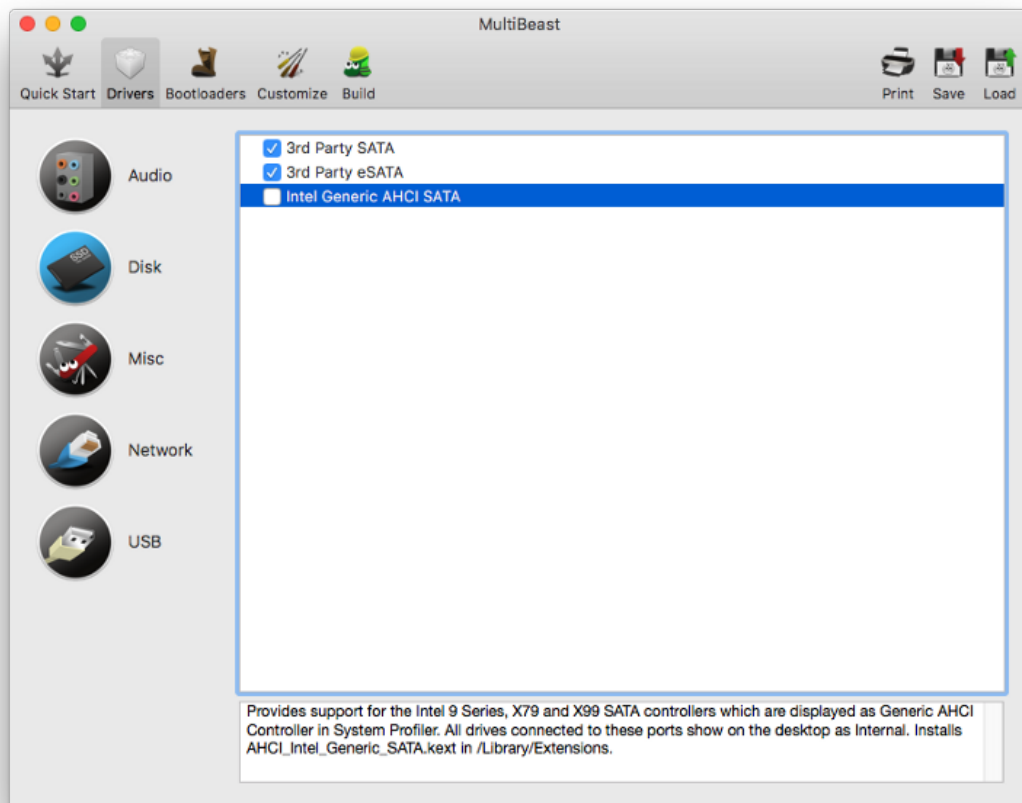 MultiBeast
Quick Start Drivers Bootloaders Customize Build Print Save Load
Audio
Disk
Misc
Network
USB
3rd Party SATA
3rd Party eSATA
Intel Generic AHCI SATA
Provides support for the Intel 9 Series, X79 and X99 SATA controllers which are displayed as Generic AHCI
Controller in System Profiler. All drives connected to these ports show on the desktop as Internal. Installs
AHCI_Intel_Generic_SATA.kext in /Library/Extensions.
SSD